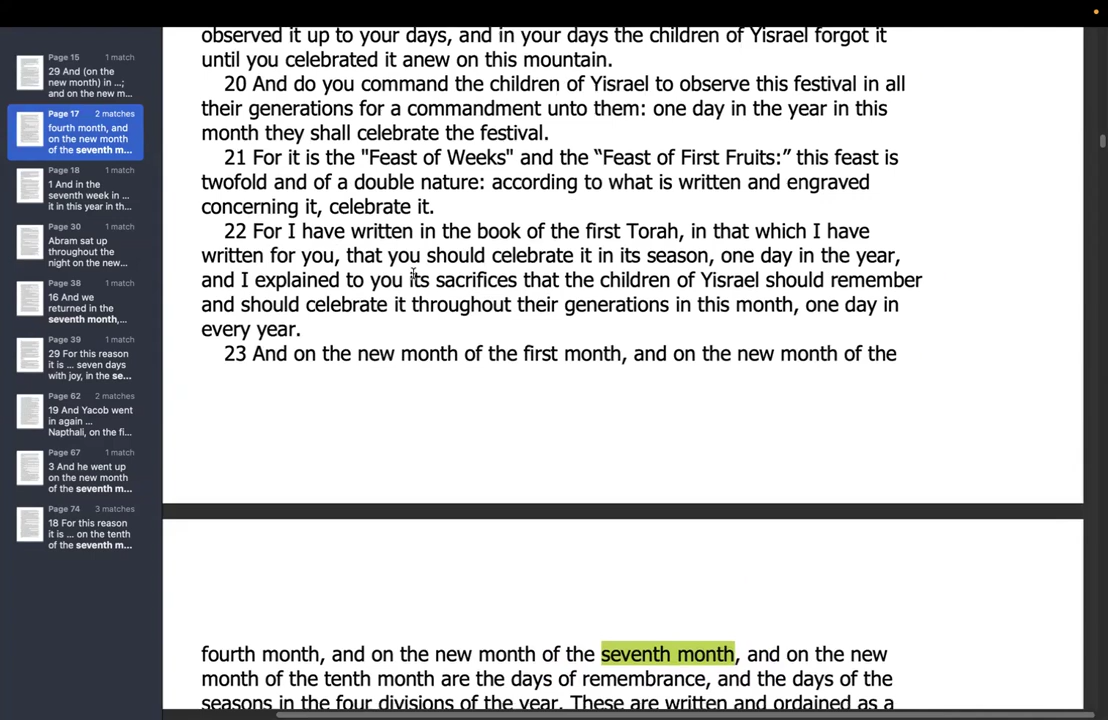 Page 15 1 match
29 And (on the
new month) in ...;
and on the new m...
Page 17 2 matches
fourth month, and
on the new month
of the seventh m...
Page 18 1 match
1 And in the
seventh week in ...
it in this year in th...
Page 30 1 match
Abram sat up
throughout the
night on the new...
Page 38 1 match
16 And we
returned in the
seventh month,...
Page 39 1 match
29 For this reason
it is ... seven days
with joy, in the se...
Page 62 2 matches
19 And Yacob went
in again ...
Napthali, on the fi...
Page 67 1 match
3 And he went up
on the new month
of the seventh m...
Page 74 3 matches
18 For this reason
it is ... on the tenth
of the seventh m...
observed it up to your days, and in your days the children of Yisrael forgot it
until you celebrated it anew on this mountain.
20 And do you command the children of Yisrael to observe this festival in all
their generations for a commandment unto them: one day in the year in this
month they shall celebrate the festival.
21 For it is the "Feast of Weeks" and the “Feast of First Fruits:” this feast is
twofold and of a double nature: according to what is written and engraved
concerning it, celebrate it.
22 For I have written in the book of the first Torah, in that which I have
written for you, that you should celebrate it in its season, one day in the year,
and I explained to you its sacrifices that the children of Yisrael should remember
and should celebrate it throughout their generations in this month, one day in
every year.
23 And on the new month of the first month, and on the new month of the
fourth month, and on the new month of the seventh month, and on the new
month of the tenth month are the days of remembrance, and the days of the
seasons in the four divisions of the year. These are written and ordained as a